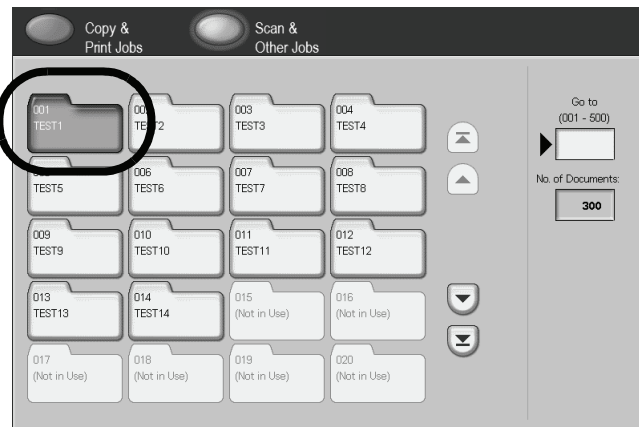 Copy &
Print Jobs
Scan &
Other Jobs
001
TEST1
TEST2
003
TEST3
004
TEST4
TEST5
006
TEST6
007
TEST7
008
TEST8
009
TEST9
010
TEST10
011
TEST11
012
TEST12
013
TEST13
014
TEST14
015
(Not in Use)
016
(Not in Use)
017
(Not in Use)
018
(Not in Use)
019
(Not in Use)
020
(Not in Use)
Go to
(001 - 500)
No. of Documents:
300